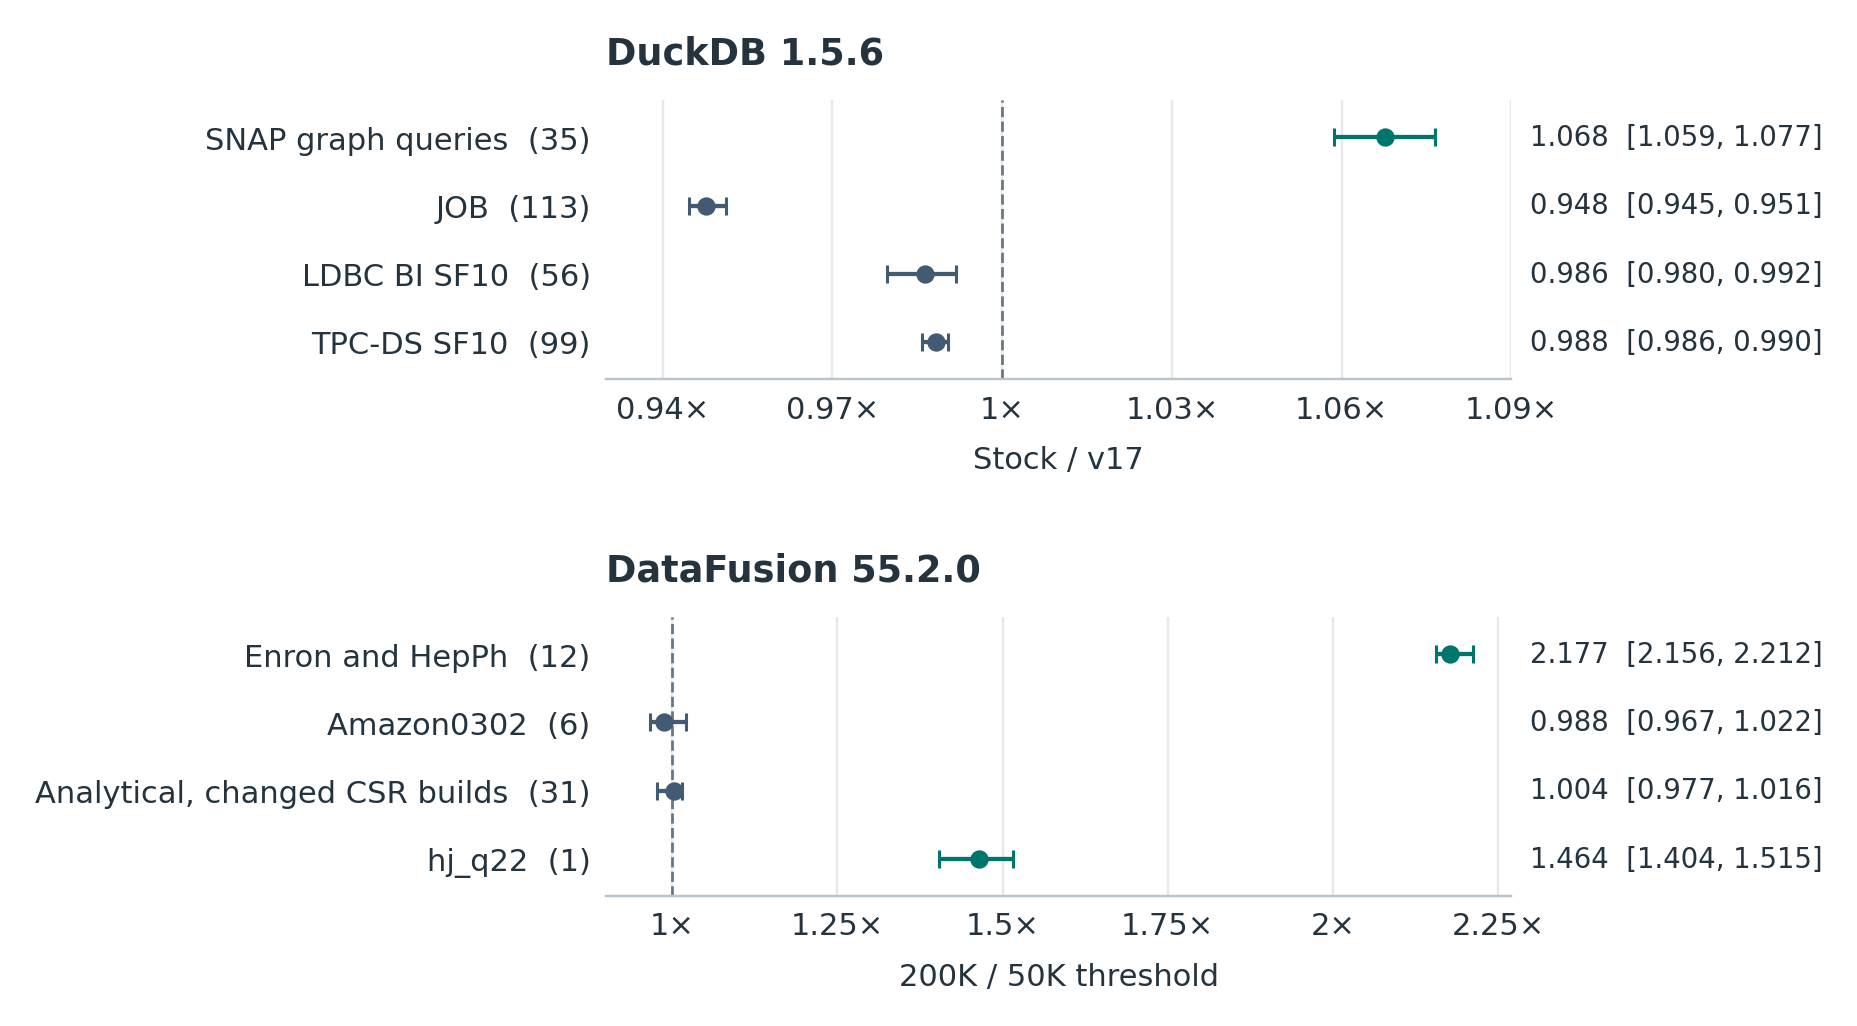 DuckDB 1.5.6
SNAP graph queries (35) 1.068 [1.059, 1.077]
JOB (113) 0.948 [0.945, 0.951]
LDBC BI SF10 (56) 0.986 [0.980, 0.992]
TPC-DS SF10 (99) 0.988 [0.986, 0.990]
0.94× 0.97× 1× 1.03× 1.06× 1.09×
Stock / v17
DataFusion 55.2.0
Enron and HepPh (12) 2.177 [2.156, 2.212]
Amazon0302 (6) 0.988 [0.967, 1.022]
Analytical, changed CSR builds (31) 1.004 [0.977, 1.016]
hj_q22 (1) 1.464 [1.404, 1.515]
1× 1.25× 1.5× 1.75× 2× 2.25×
200K / 50K threshold